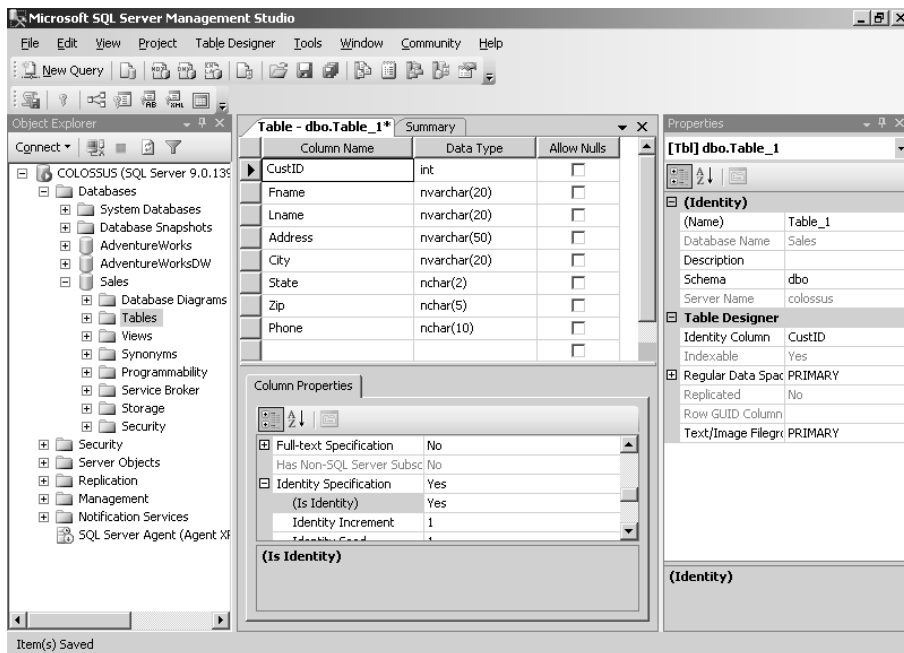 Microsoft SQL Server Management Studio
File Edit View Project Table Designer Tools Window Community Help
New Query
Object Explorer
Connect
COLOSSUS (SQL Server 9.0.139
Databases
System Databases
Database Snapshots
AdventureWorks
AdventureWorksDW
Sales
Database Diagrams
Tables
Views
Synonyms
Programmability
Service Broker
Storage
Security
Security
Server Objects
Replication
Management
Notification Services
SQL Server Agent (Agent XP
Table - dbo.Table_1* Summary
Column Name Data Type Allow Nulls
CustID int
Fname nvarchar(20)
Lname nvarchar(20)
Address nvarchar(50)
City nvarchar(20)
State nchar(2)
Zip nchar(5)
Phone nchar(10)
Column Properties
Full-text Specification No
Has Non-SQL Server Subsc No
Identity Specification Yes
(Is Identity) Yes
Identity Increment 1
Identity Seed 1
(Is Identity)
Properties
[Tbl] dbo.Table_1
(Identity)
(Name) Table_1
Database Name Sales
Description
Schema dbo
Server Name colossus
Table Designer
Identity Column CustID
Indexable Yes
Regular Data Spac PRIMARY
Replicated No
Row GUID Column
Text/Image Filegr PRIMARY
(Identity)
Item(s) Saved